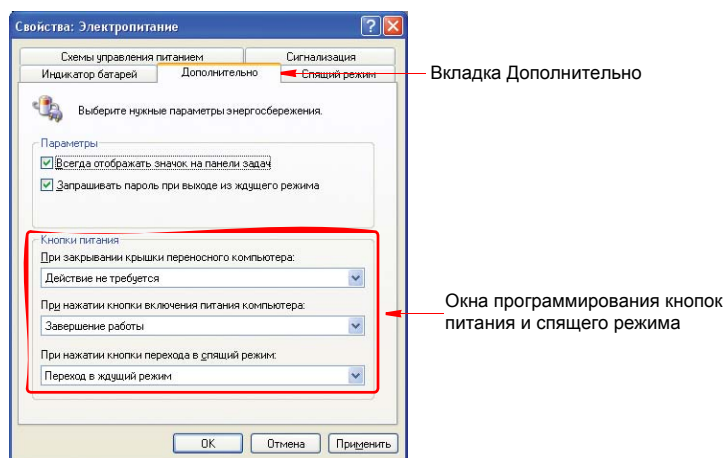 Свойства: Электропитание
Схемы управления питанием
Сигнализация
Индикатор батарей
Дополнительно
Спящий режим
Вкладка Дополнительно
Выберите нужные параметры энергосбережения.
Параметры
Всегда отображать значок на панели задач
Запрашивать пароль при выходе из ждущего режима
Кнопки питания
При закрывании крышки переносного компьютера:
Действие не требуется
При нажатии кнопки включения питания компьютера:
Завершение работы
При нажатии кнопки перехода в спящий режим:
Переход в ждущий режим
Окна программирования кнопок
питания и спящего режима
ОК
Отмена
Применить